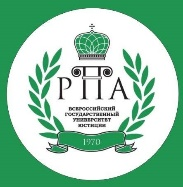 РПА
ВСЕРОССИЙСКИЙ
ГОСУДАРСТВЕННЫЙ
УНИВЕРСИТЕТ
ЮСТИЦИИ
1970